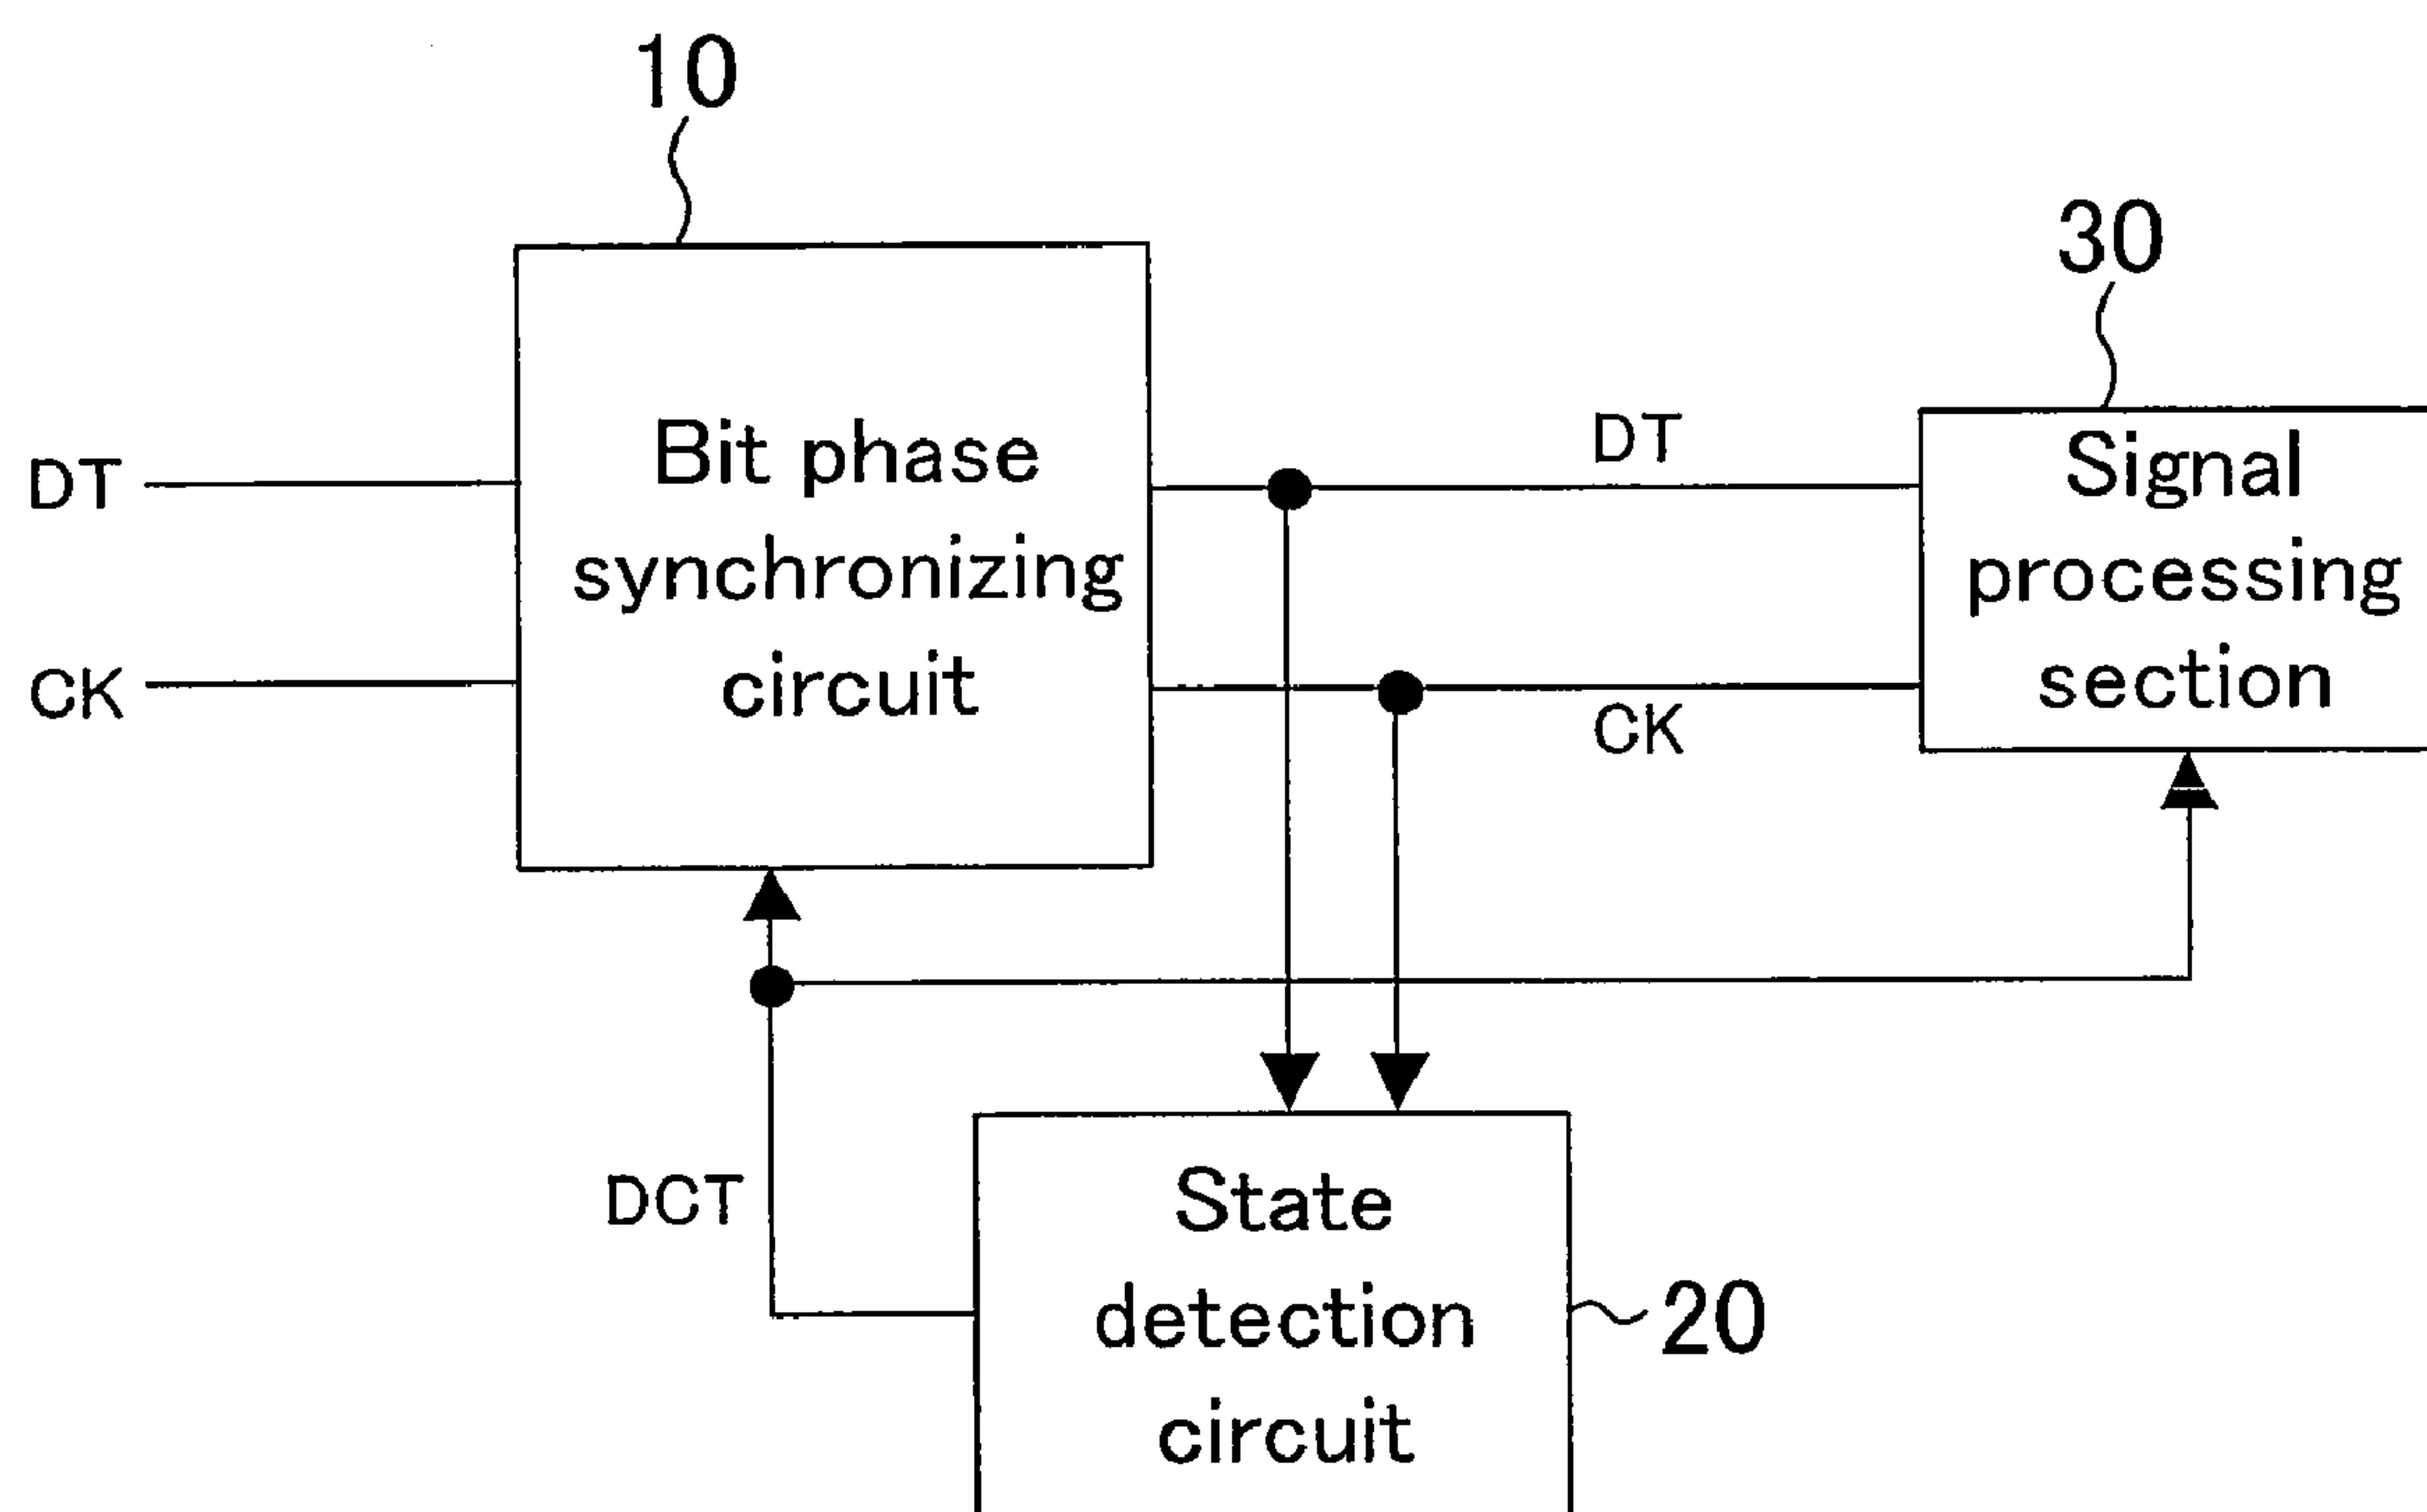 10
30
DT
CK
Bit phase
synchronizing
circuit
DT
CK
Signal
processing
section
DCT
State
detection
circuit
20